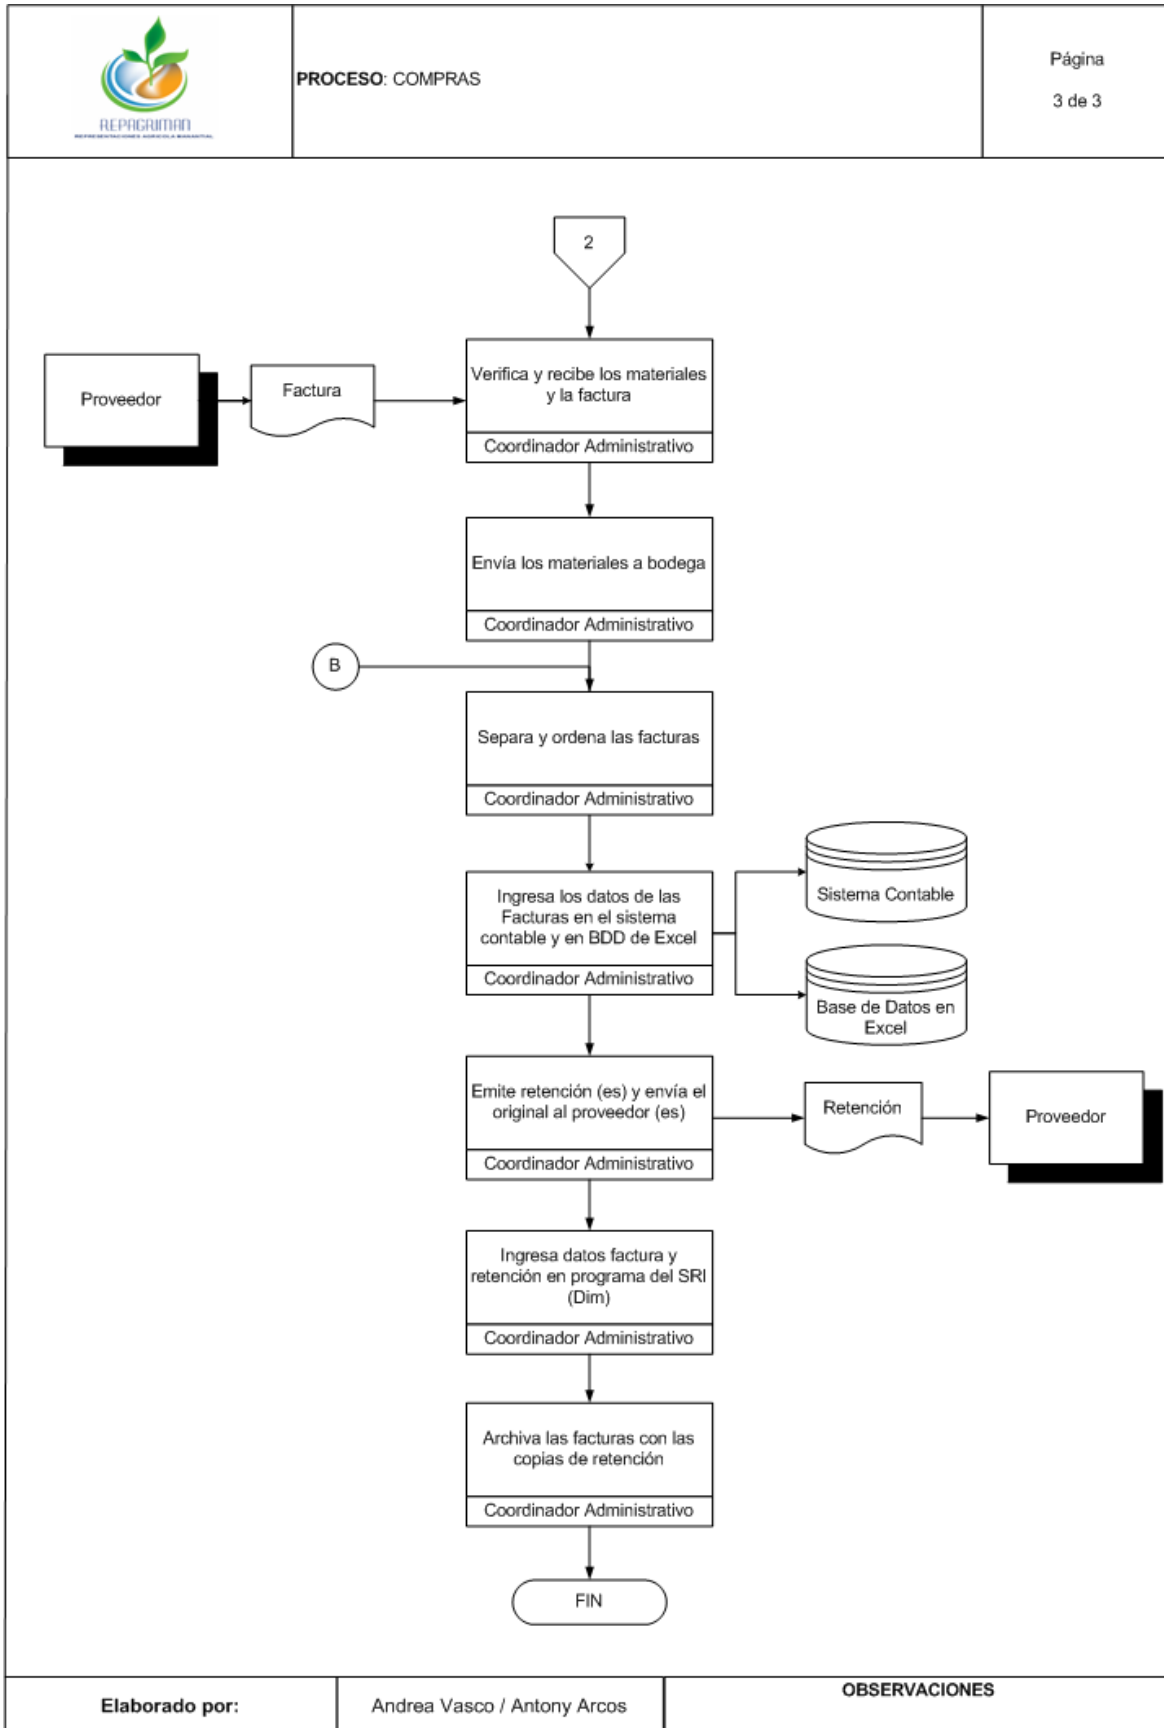 REPAGRIMAN
REPRESENTACIONES AGRICOLA MANANTIAL
PROCESO: COMPRAS
Página
3 de 3
2
Proveedor
Factura
Verifica y recibe los materiales
y la factura
Coordinador Administrativo
Envía los materiales a bodega
Coordinador Administrativo
B
Separa y ordena las facturas
Coordinador Administrativo
Ingresa los datos de las
Facturas en el sistema
contable y en BDD de Excel
Coordinador Administrativo
Sistema Contable
Base de Datos en
Excel
Emite retención (es) y envía el
original al proveedor (es)
Coordinador Administrativo
Retención
Proveedor
Ingresa datos factura y
retención en programa del SRI
(Dim)
Coordinador Administrativo
Archiva las facturas con las
copias de retención
Coordinador Administrativo
FIN
Elaborado por:
Andrea Vasco / Antony Arcos
OBSERVACIONES